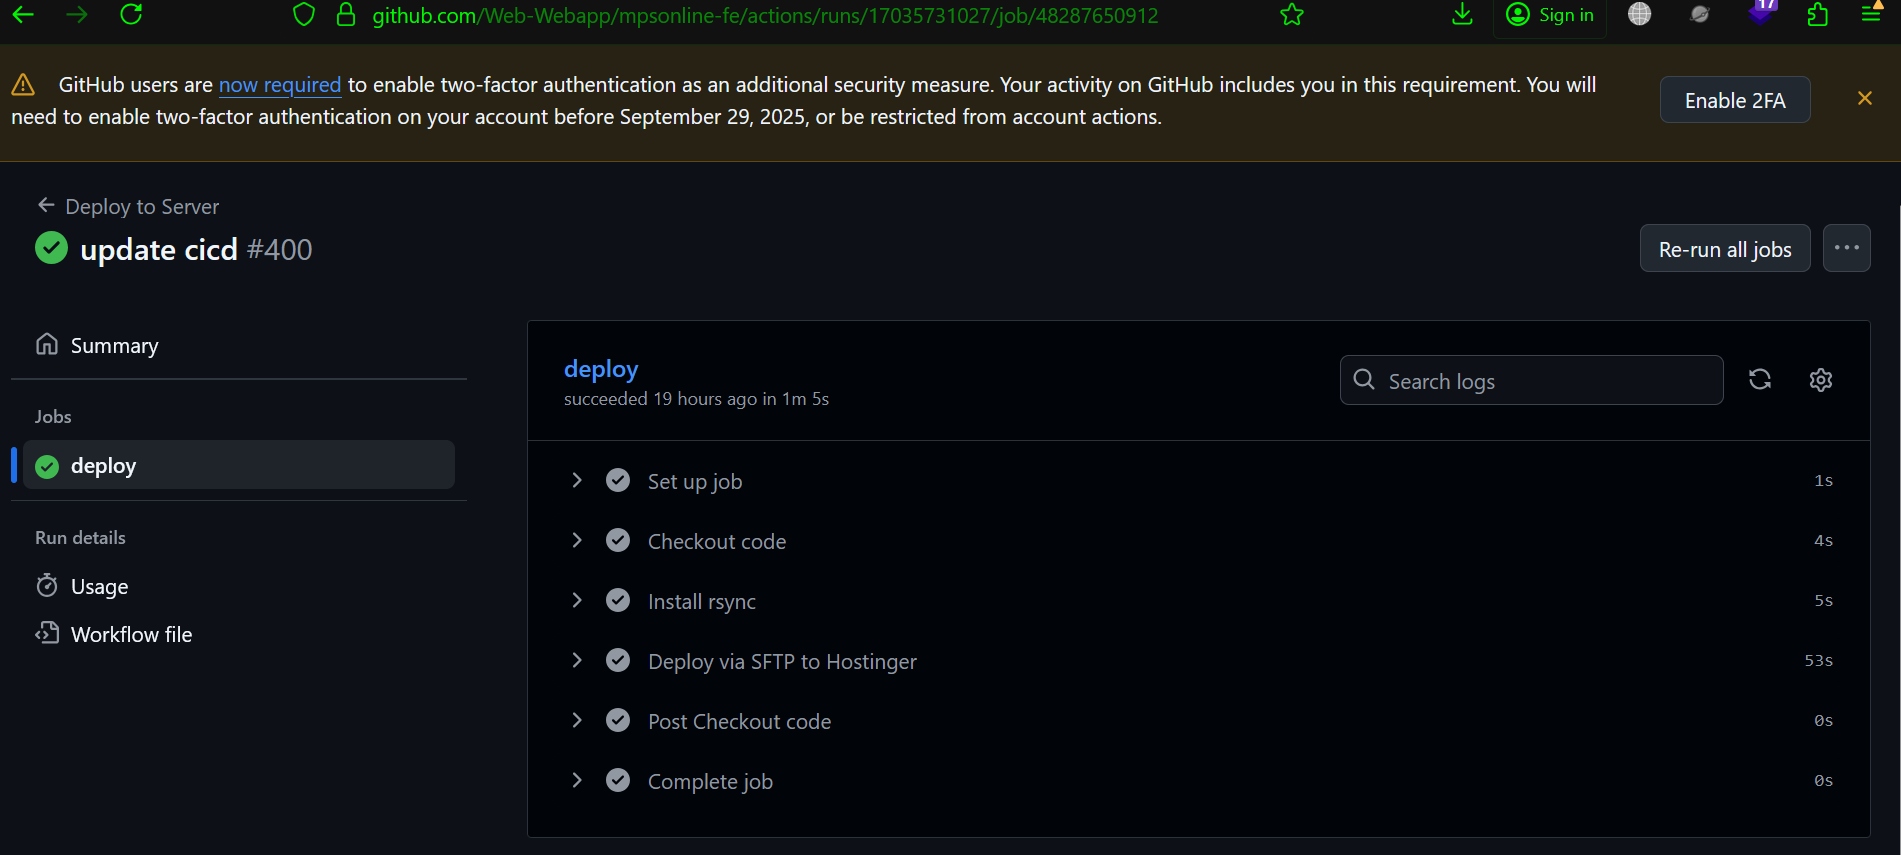 github.com/Web-Webapp/mpsonline-fe/actions/runs/17035731027/job/48287650912
Sign in
17
GitHub users are now required to enable two-factor authentication as an additional security measure. Your activity on GitHub includes you in this requirement. You will
need to enable two-factor authentication on your account before September 29, 2025, or be restricted from account actions.
Enable 2FA
Deploy to Server
update cicd #400
Re-run all jobs
Summary
Jobs
deploy
Run details
Usage
Workflow file
deploy
succeeded 19 hours ago in 1m 5s
Search logs
Set up job 1s
Checkout code 4s
Install rsync 5s
Deploy via SFTP to Hostinger 53s
Post Checkout code 0s
Complete job 0s